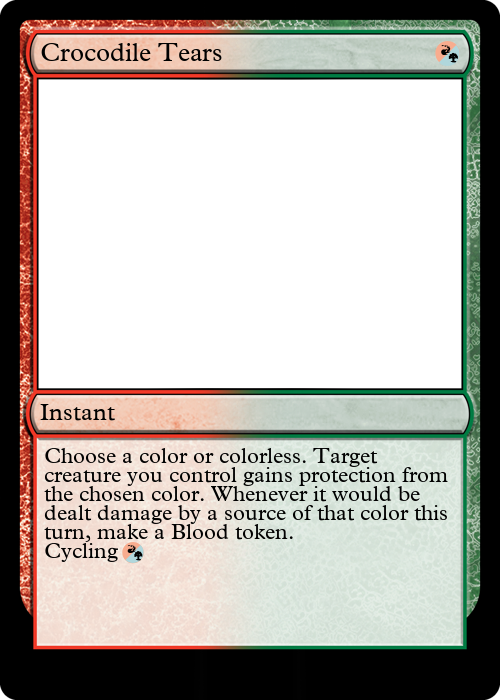 Crocodile Tears
Instant
Choose a color or colorless. Target
creature you control gains protection from
the chosen color. Whenever it would be
dealt damage by a source of that color this
turn, make a Blood token.
Cycling